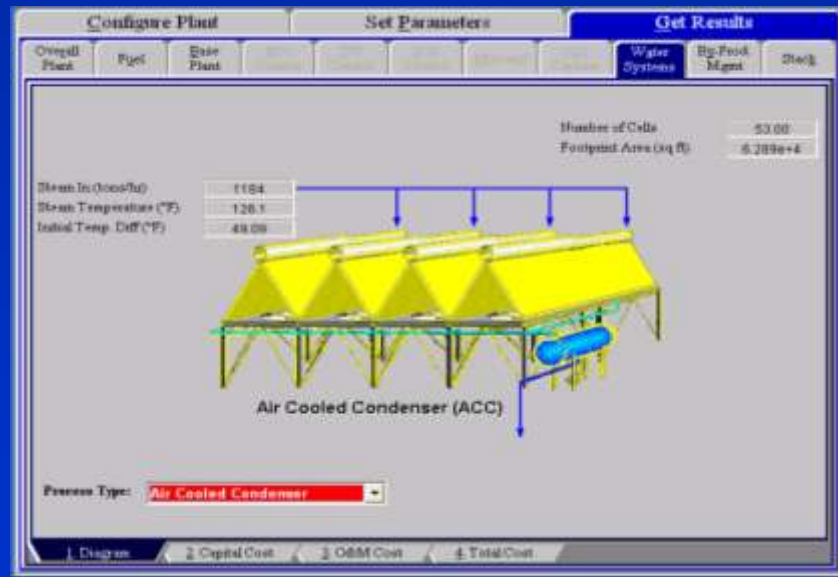 Configure Plant
Set Parameters
Get Results
Overall Plant
Fuel
Base Plant
Water Systems
By-Prod. Mgmt
Stack
Number of Cells 53.00
Footprint Area (sq ft) 6.289e+4
Steam In (tons/hr) 1184
Steam Temperature (°F) 126.1
Initial Temp. Diff (°F) 49.09
Air Cooled Condenser (ACC)
Process Type: Air Cooled Condenser
1. Diagram
2. Capital Cost
3. O&M Cost
4. Total Cost